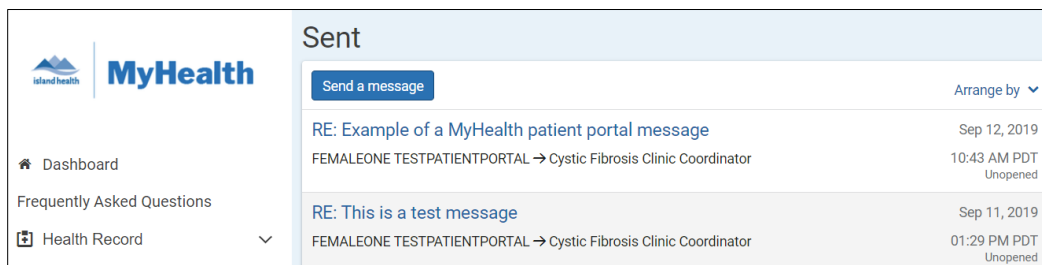 island health
MyHealth
Dashboard
Frequently Asked Questions
Health Record
Sent
Send a message
Arrange by
RE: Example of a MyHealth patient portal message
Sep 12, 2019
FEMALEONE TESTPATIENTPORTAL → Cystic Fibrosis Clinic Coordinator
10:43 AM PDT
Unopened
RE: This is a test message
Sep 11, 2019
FEMALEONE TESTPATIENTPORTAL → Cystic Fibrosis Clinic Coordinator
01:29 PM PDT
Unopened